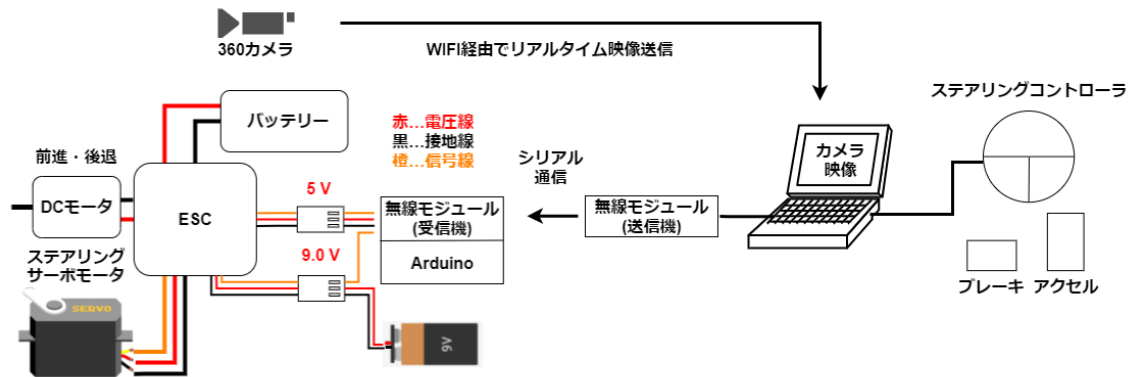 360カメラ
WIFI経由でリアルタイム映像送信
ステアリングコントローラ
バッテリー
赤…電圧線
黒…接地線
橙…信号線
前進・後退
DCモータ
ESC
5 V
9.0 V
シリアル
通信
無線モジュール
(受信機)
Arduino
無線モジュール
(送信機)
カメラ
映像
ブレーキ
アクセル
ステアリング
サーボモータ
SERVO
9V